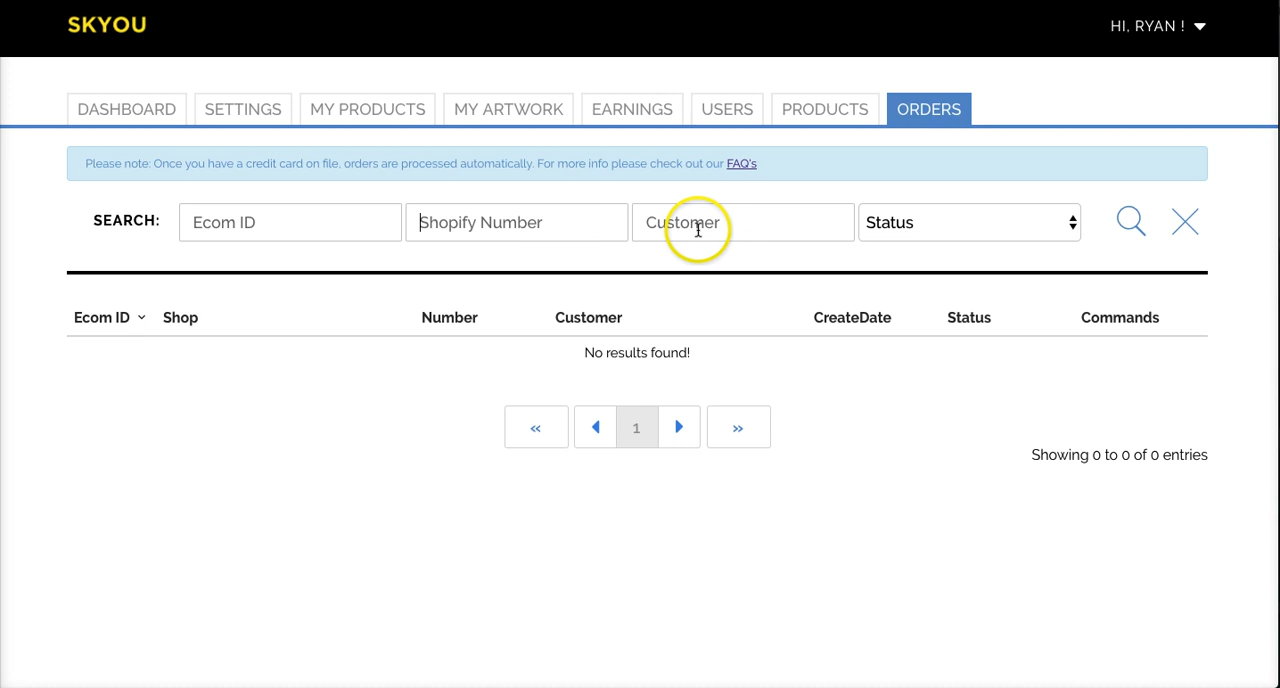 SKYOU
HI, RYAN !
DASHBOARD SETTINGS MY PRODUCTS MY ARTWORK EARNINGS USERS PRODUCTS ORDERS
Please note: Once you have a credit card on file, orders are processed automatically. For more info please check out our FAQ's
SEARCH: Ecom ID Shopify Number Customer Status
Ecom ID Shop Number Customer CreateDate Status Commands
No results found!
« 1 »
Showing 0 to 0 of 0 entries